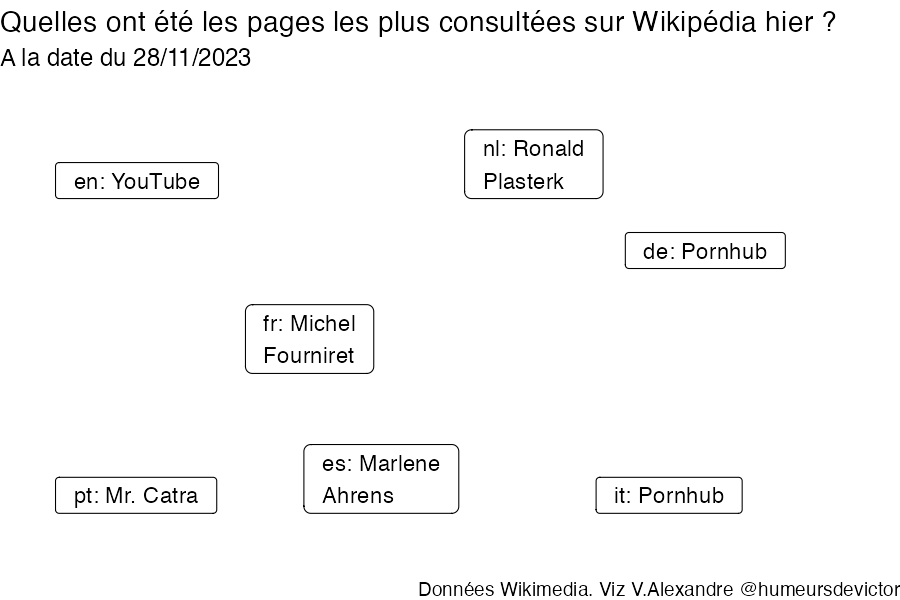 Quelles ont été les pages les plus consultées sur Wikipédia hier ?
A la date du 28/11/2023
nl: Ronald
Plasterk
en: YouTube
de: Pornhub
fr: Michel
Fourniret
es: Marlene
Ahrens
pt: Mr. Catra
it: Pornhub
Données Wikimedia. Viz V.Alexandre @humeursdevictor